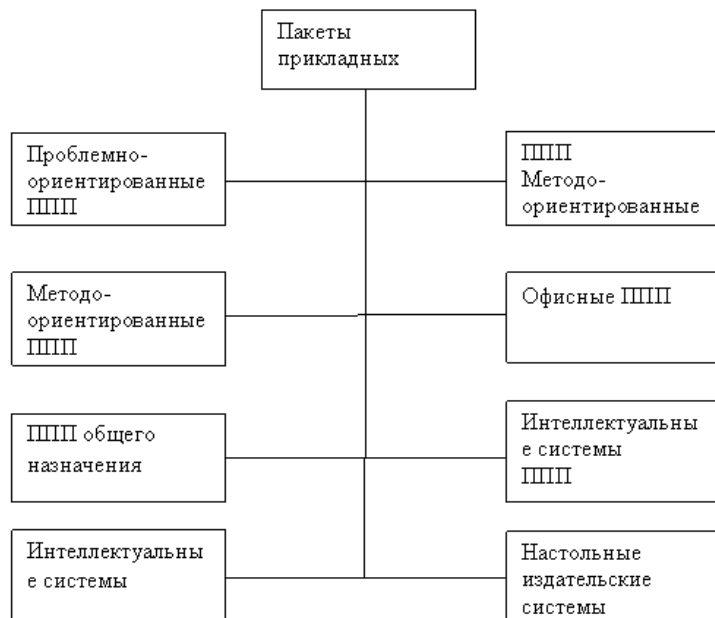 Пакеты
прикладных
Проблемно-
ориентированные
ППП
ППП
Методо-
ориентированные
Методо-
ориентированные
ППП
Офисные ППП
ППП общего
назначения
Интеллектуальны
е системы
ППП
Интеллектуальны
е системы
Настольные
издательские
системы